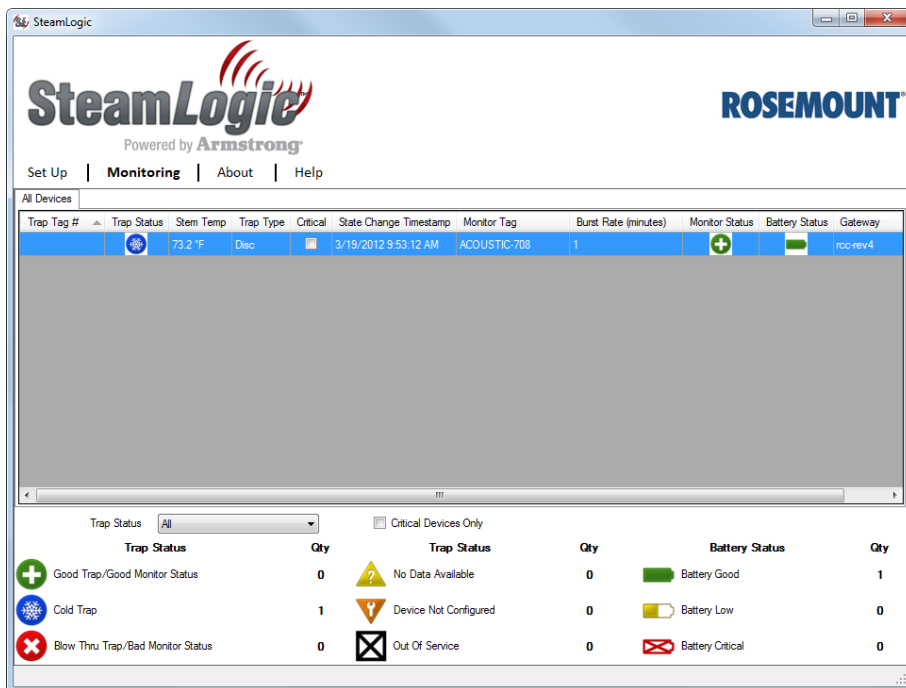 SteamLogic
SteamLogic™
Powered by Armstrong®
ROSEMOUNT®
Set Up | Monitoring | About | Help
All Devices
Trap Tag # Trap Status Stem Temp Trap Type Critical State Change Timestamp Monitor Tag Burst Rate (minutes) Monitor Status Battery Status Gateway
73.2 °F Disc 3/19/2012 9:53:12 AM ACOUSTIC-708 1 rcc-rev4
Trap Status All Critical Devices Only
Trap Status Qty Trap Status Qty Battery Status Qty
Good Trap/Good Monitor Status 0 No Data Available 0 Battery Good 1
Cold Trap 1 Device Not Configured 0 Battery Low 0
Blow Thru Trap/Bad Monitor Status 0 Out Of Service 0 Battery Critical 0